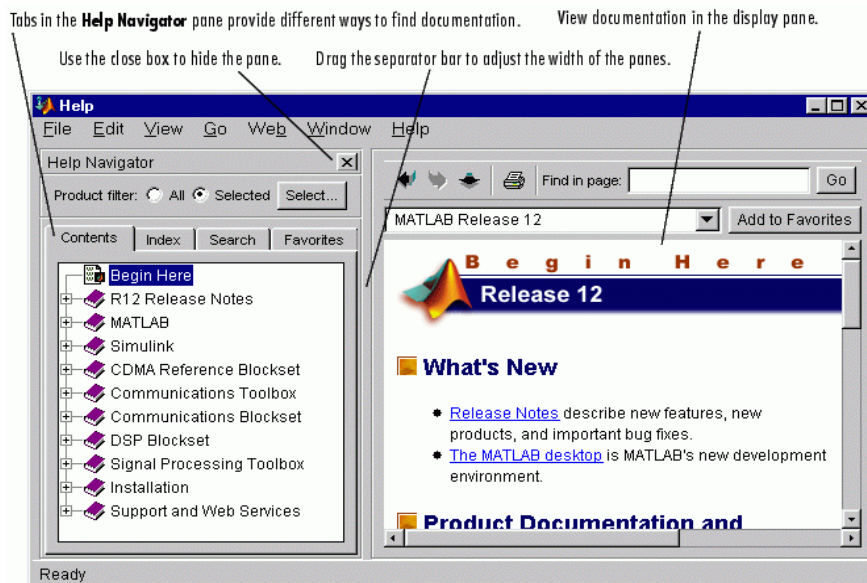 Tabs in the Help Navigator pane provide different ways to find documentation.
View documentation in the display pane.
Use the close box to hide the pane.
Drag the separator bar to adjust the width of the panes.
Help
File Edit View Go Web Window Help
Help Navigator
Product filter: All Selected Select...
Contents Index Search Favorites
Begin Here
R12 Release Notes
MATLAB
Simulink
CDMA Reference Blockset
Communications Toolbox
Communications Blockset
DSP Blockset
Signal Processing Toolbox
Installation
Support and Web Services
Find in page: Go
MATLAB Release 12 Add to Favorites
Begin Here
Release 12
What's New
Release Notes describe new features, new
products, and important bug fixes.
The MATLAB desktop is MATLAB's new development
environment.
Product Documentation and
Ready